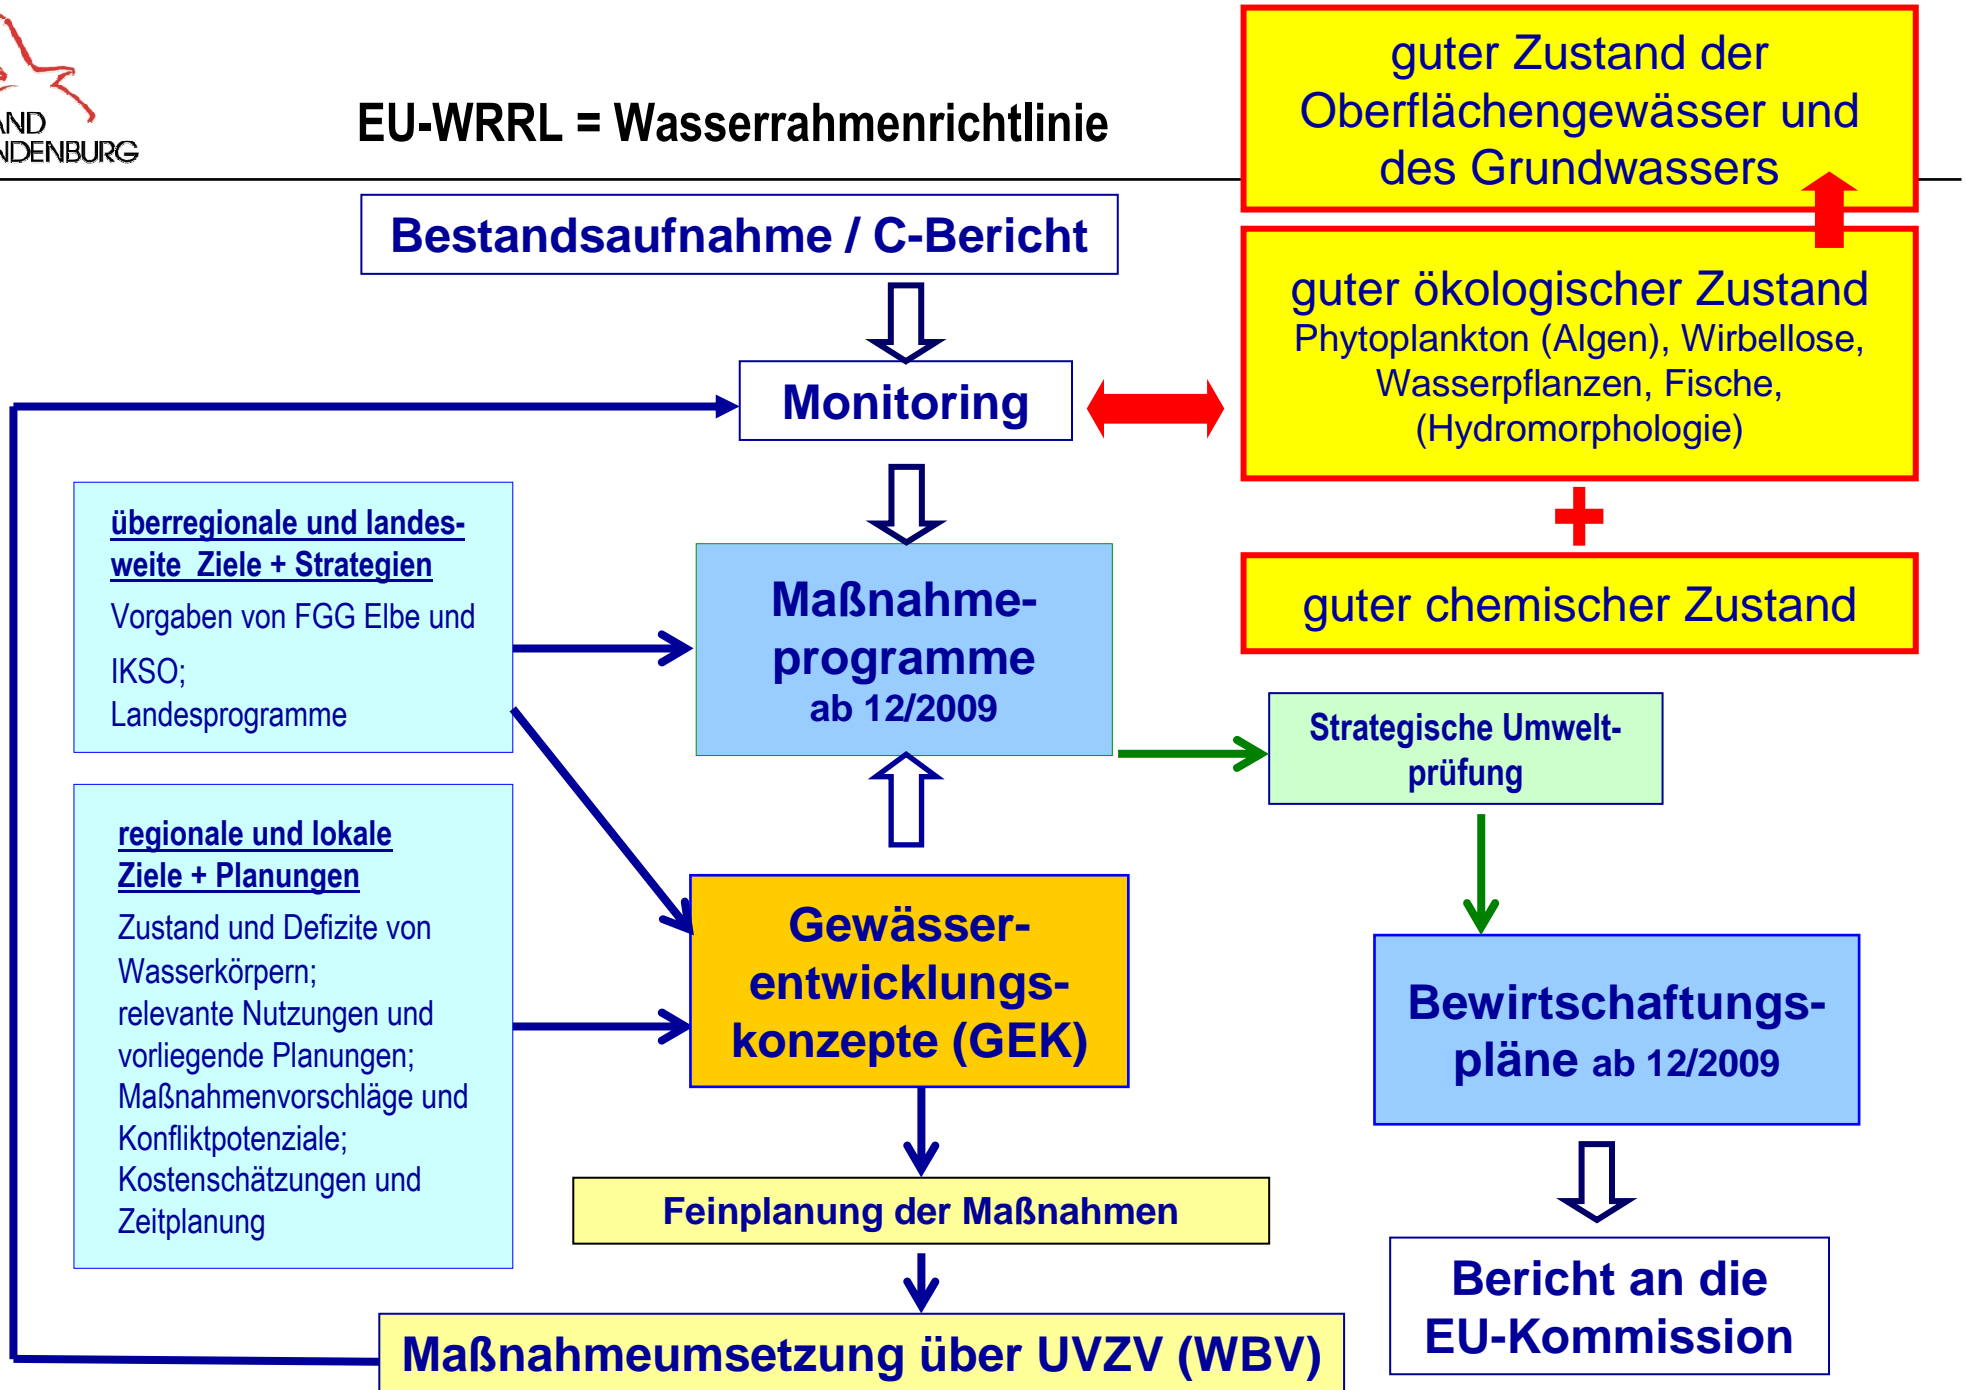 AND
NDENBURG
EU-WRRL = Wasserrahmenrichtlinie
guter Zustand der
Oberflächengewässer und
des Grundwassers
Bestandsaufnahme / C-Bericht
guter ökologischer Zustand
Phytoplankton (Algen), Wirbellose,
Wasserpflanzen, Fische,
(Hydromorphologie)
Monitoring
+
guter chemischer Zustand
überregionale und landes-
weite Ziele + Strategien
Vorgaben von FGG Elbe und
IKSO;
Landesprogramme
Maßnahme-
programme
ab 12/2009
Strategische Umwelt-
prüfung
regionale und lokale
Ziele + Planungen
Zustand und Defizite von
Wasserkörpern;
relevante Nutzungen und
vorliegende Planungen;
Maßnahmenvorschläge und
Konfliktpotenziale;
Kostenschätzungen und
Zeitplanung
Gewässer-
entwicklungs-
konzepte (GEK)
Bewirtschaftungs-
pläne ab 12/2009
Feinplanung der Maßnahmen
Bericht an die
EU-Kommission
Maßnahmeumsetzung über UVZV (WBV)